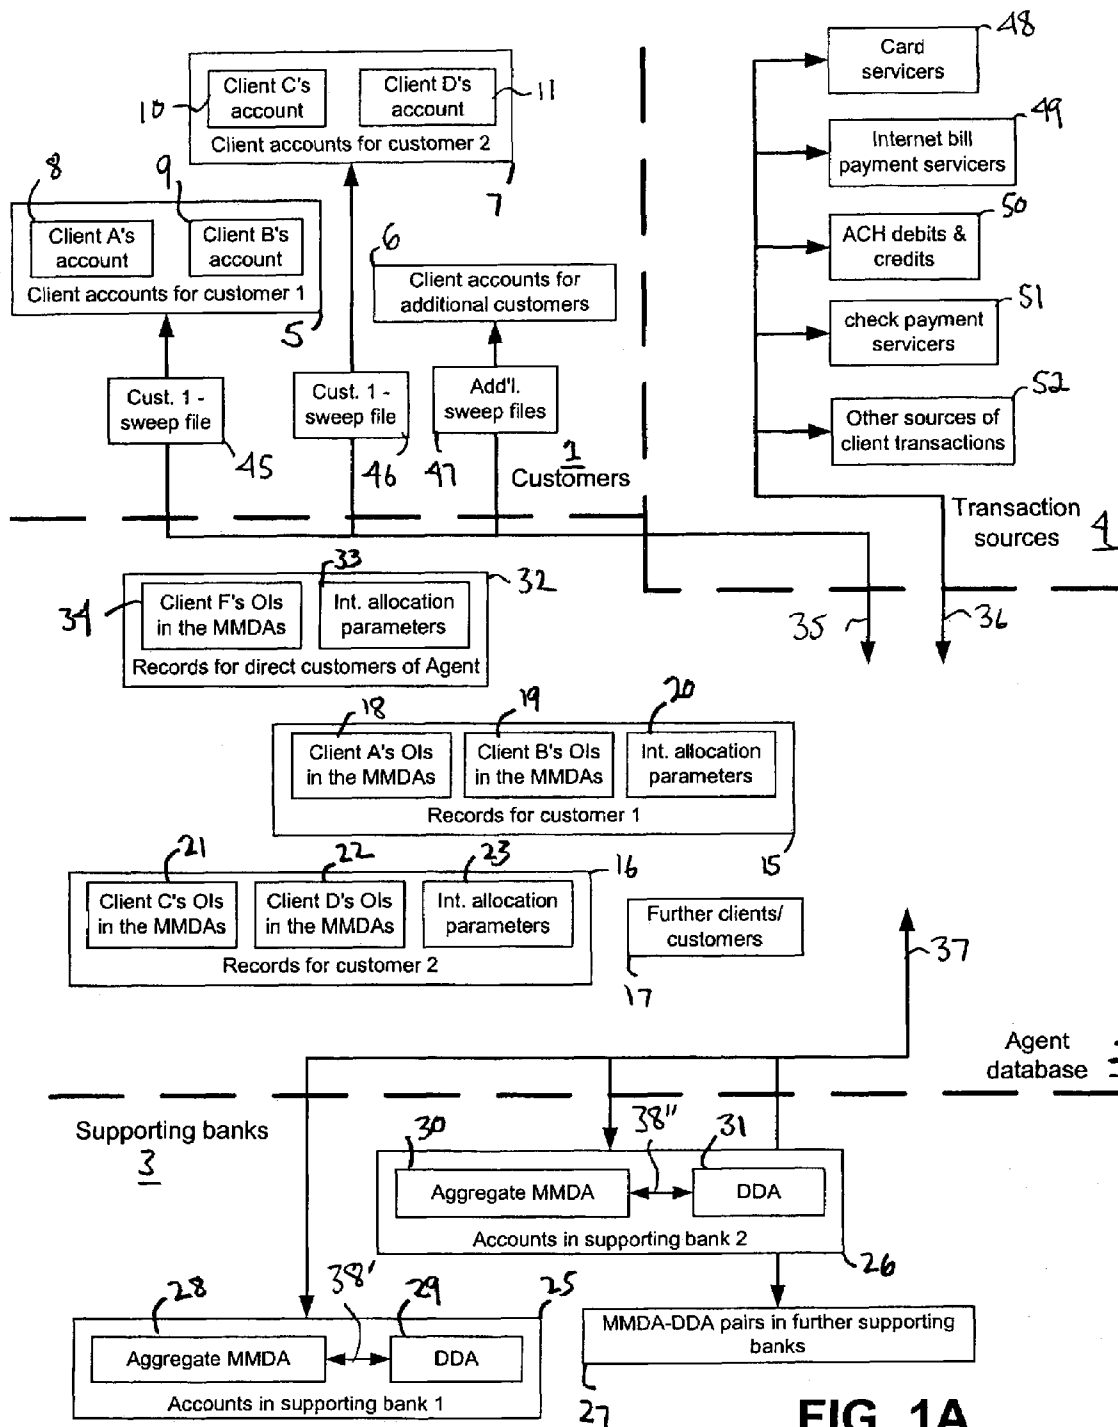 48
Card
servicers
10
Client C's
account
Client D's
account
11
Client accounts for customer 2
7
49
Internet bill
payment servicers
8
9
Client A's
account
Client B's
account
Client accounts for customer 1
5
6
Client accounts for
additional customers
50
ACH debits &
credits
51
check payment
servicers
Cust. 1 -
sweep file
45
Cust. 1 -
sweep file
46
Add'l.
sweep files
47
52
Other sources of
client transactions
1
Customers
Transaction
sources
4
32
33
34
Client F's OIs
in the MMDAs
Int. allocation
parameters
Records for direct customers of Agent
35
36
18
19
20
Client A's OIs
in the MMDAs
Client B's OIs
in the MMDAs
Int. allocation
parameters
Records for customer 1
15
21
22
23
16
Client C's OIs
in the MMDAs
Client D's OIs
in the MMDAs
Int. allocation
parameters
Records for customer 2
Further clients/
customers
17
37
Agent
database
Supporting banks
3
30
38"
31
Aggregate MMDA
DDA
Accounts in supporting bank 2
26
28
38'
29
25
Aggregate MMDA
DDA
Accounts in supporting bank 1
MMDA-DDA pairs in further supporting
banks
27
FIG. 1A